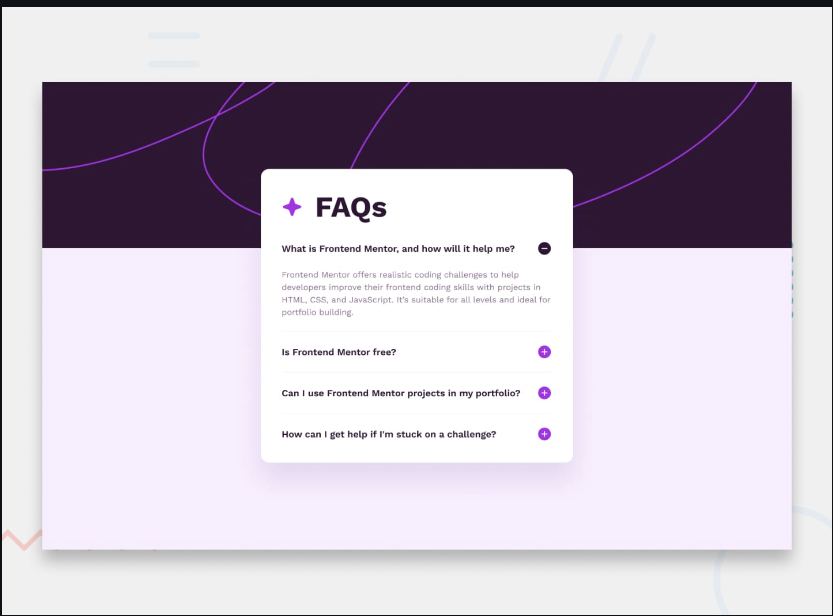 FAQs
What is Frontend Mentor, and how will it help me?
Frontend Mentor offers realistic coding challenges to help
developers improve their frontend coding skills with projects in
HTML, CSS, and JavaScript. It's suitable for all levels and ideal for
portfolio building.
Is Frontend Mentor free?
Can I use Frontend Mentor projects in my portfolio?
How can I get help if I'm stuck on a challenge?